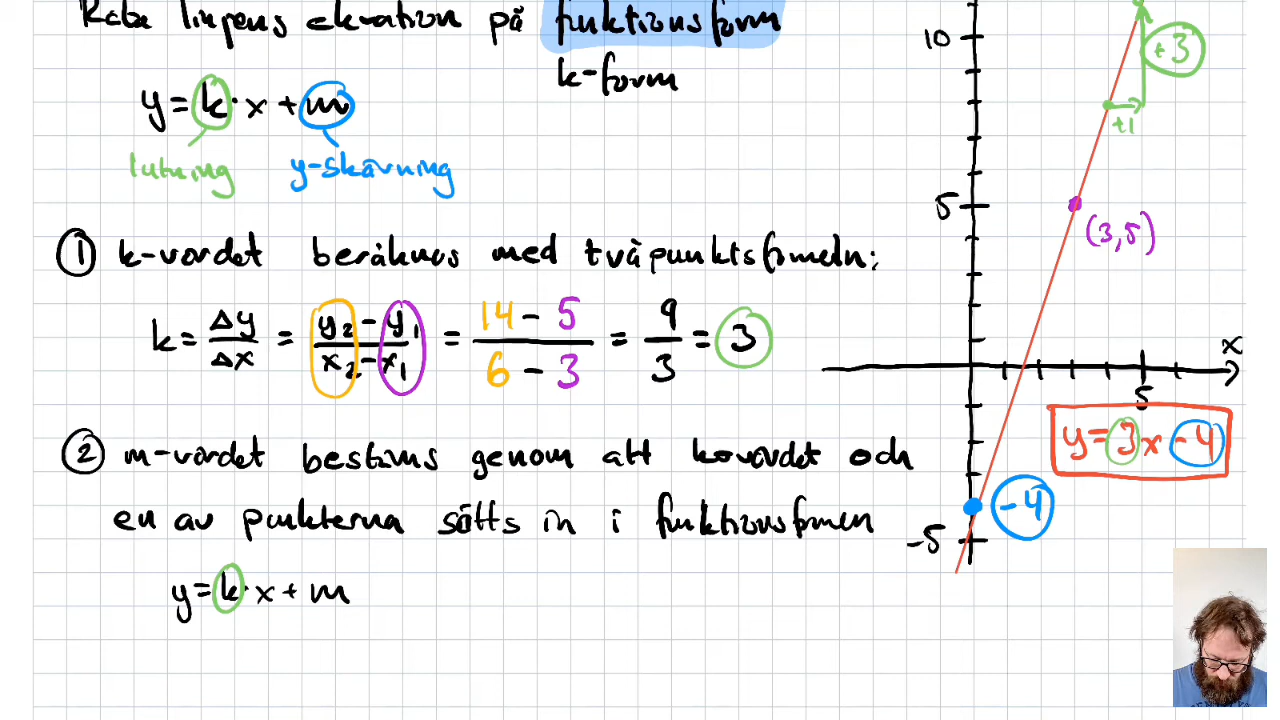 linjens ekvation på funktionsform
k-form
y = k · x + m
lutning
y-skärning
① k-värdet beräknas med tvåpunktsformeln:
k = Δy/Δx = (y₂ - y₁)/(x₂ - x₁) = (14 - 5)/(6 - 3) = 9/3 = 3
② m-värdet bestäms genom att k-värdet och
en av punkterna sätts in i funktionsformen
y = k · x + m
10
+3
+1
5
(3,5)
x
5
y = 3x - 4
-4
-5